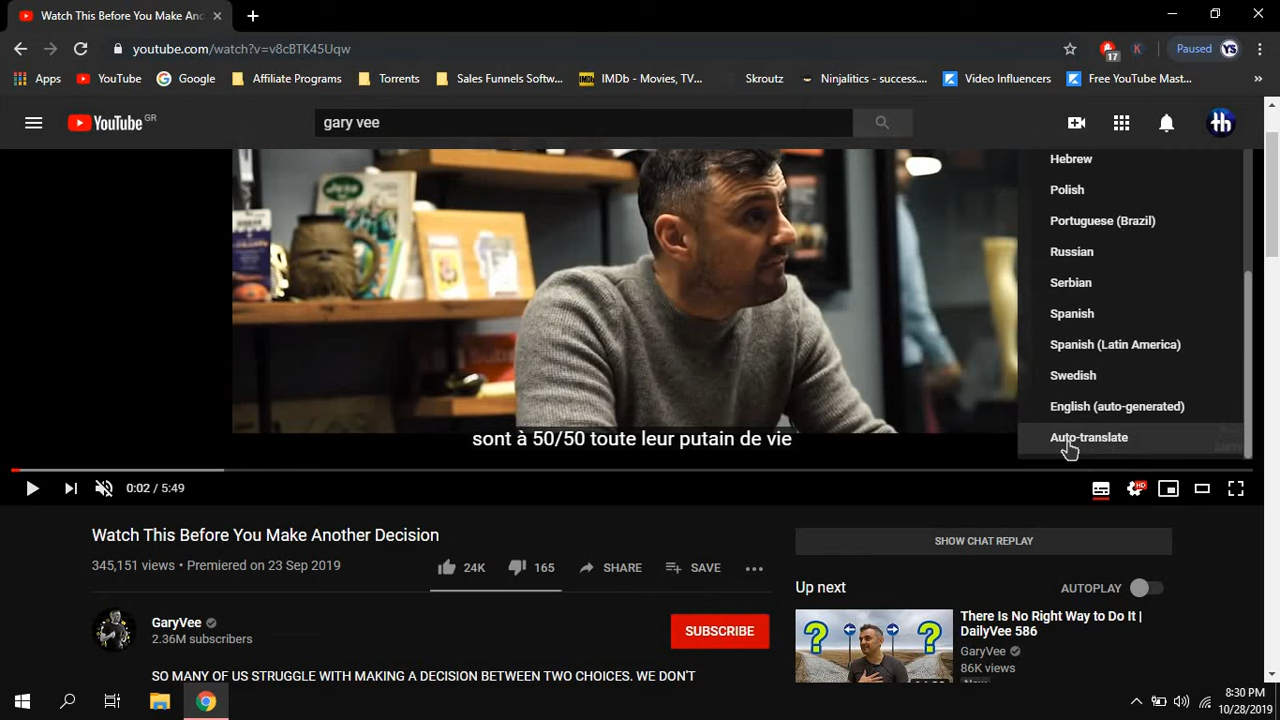 Watch This Before You Make Ano
youtube.com/watch?v=v8cBTK45Uqw
17
K
Paused
YS
Apps
YouTube
Google
Affiliate Programs
Torrents
Sales Funnels Softw...
IMDb
IMDb - Movies, TV...
Skroutz
Ninjalitics - success....
Video Influencers
Free YouTube Mast...
»
YouTube GR
gary vee
th
Hebrew
Polish
Portuguese (Brazil)
Russian
Serbian
Spanish
Spanish (Latin America)
Swedish
English (auto-generated)
Auto-translate
sont à 50/50 toute leur putain de vie
0:02 / 5:49
HD
Watch This Before You Make Another Decision
345,151 views • Premiered on 23 Sep 2019
24K
165
SHARE
SAVE
SHOW CHAT REPLAY
Up next
AUTOPLAY
GaryVee
2.36M subscribers
SUBSCRIBE
SO MANY OF US STRUGGLE WITH MAKING A DECISION BETWEEN TWO CHOICES. WE DON'T
? ?
There Is No Right Way to Do It |
DailyVee 586
GaryVee
86K views
8:30 PM
10/28/2019